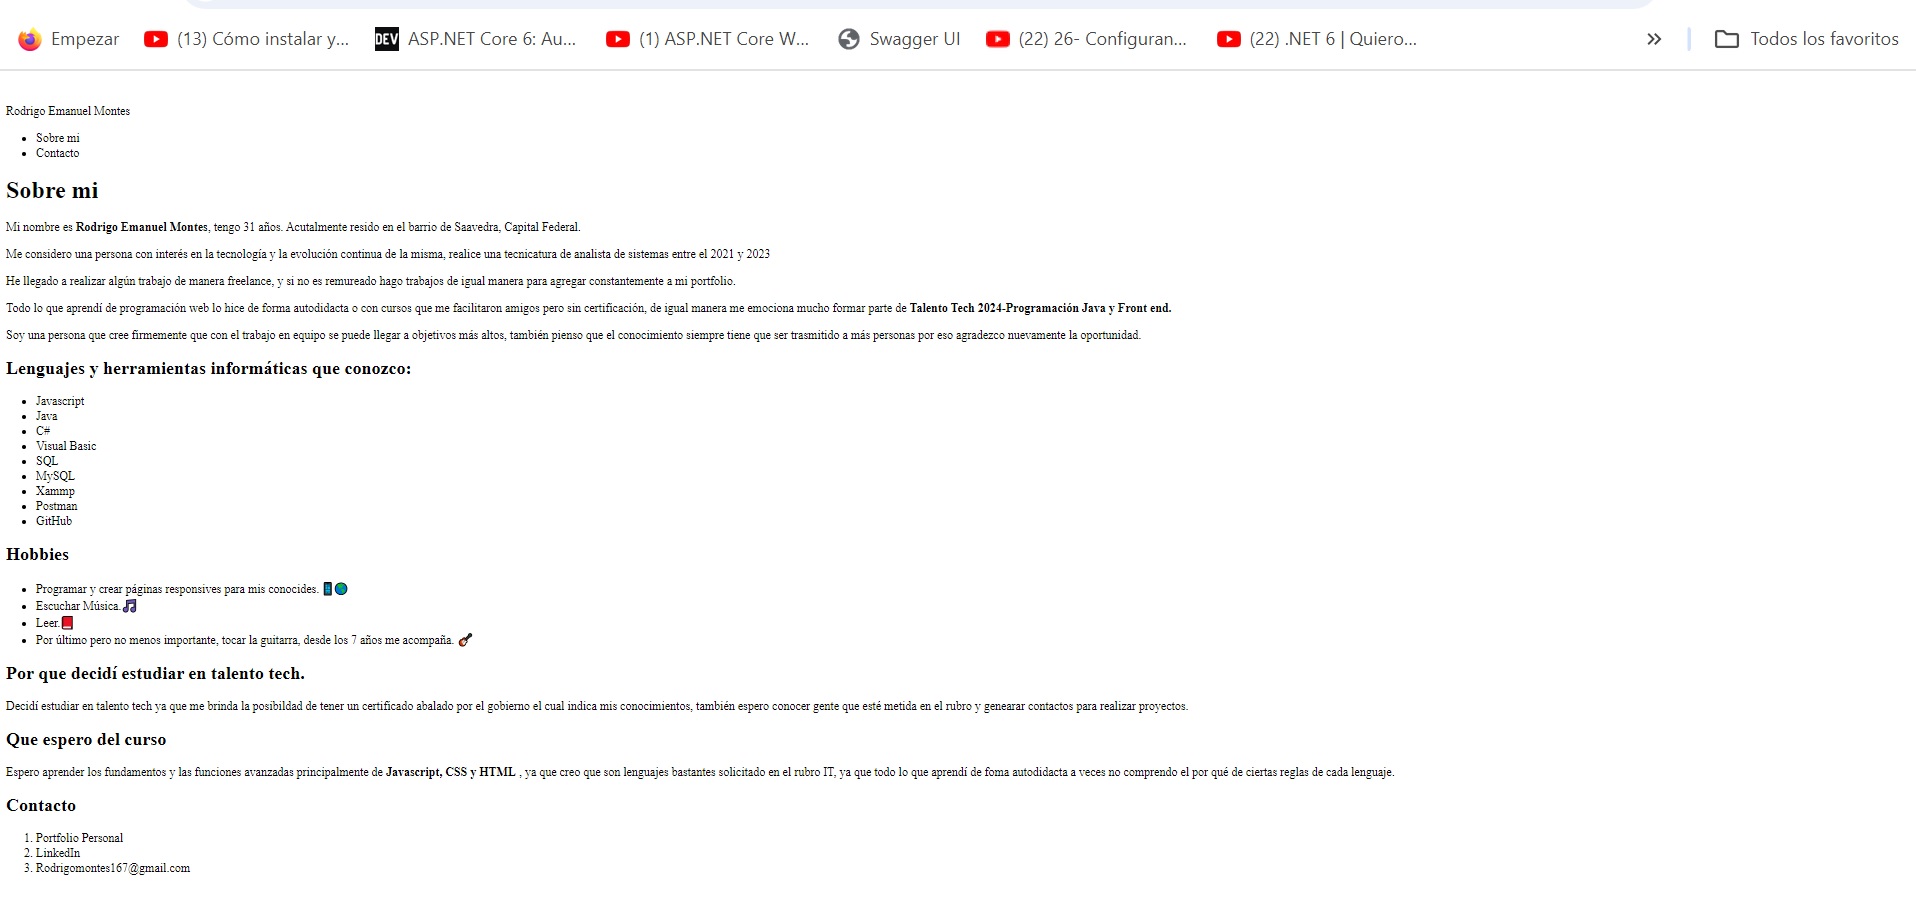 Empezar (13) Cómo instalar y... DEV ASP.NET Core 6: Au... (1) ASP.NET Core W... Swagger UI (22) 26- Configuran... (22) .NET 6 | Quiero... » Todos los favoritos
Rodrigo Emanuel Montes
• Sobre mi
• Contacto
Sobre mi
Mi nombre es Rodrigo Emanuel Montes, tengo 31 años. Acutalmente resido en el barrio de Saavedra, Capital Federal.
Me considero una persona con interés en la tecnología y la evolución continua de la misma, realice una tecnicatura de analista de sistemas entre el 2021 y 2023
He llegado a realizar algún trabajo de manera freelance, y si no es remureado hago trabajos de igual manera para agregar constantemente a mi portfolio.
Todo lo que aprendí de programación web lo hice de forma autodidacta o con cursos que me facilitaron amigos pero sin certificación, de igual manera me emociona mucho formar parte de Talento Tech 2024-Programación Java y Front end.
Soy una persona que cree firmemente que con el trabajo en equipo se puede llegar a objetivos más altos, también pienso que el conocimiento siempre tiene que ser trasmitido a más personas por eso agradezco nuevamente la oportunidad.
Lenguajes y herramientas informáticas que conozco:
• Javascript
• Java
• C#
• Visual Basic
• SQL
• MySQL
• Xammp
• Postman
• GitHub
Hobbies
• Programar y crear páginas responsives para mis conocides. 📱🌎
• Escuchar Música.🎵
• Leer.📕
• Por último pero no menos importante, tocar la guitarra, desde los 7 años me acompaña. 🎸
Por que decidí estudiar en talento tech.
Decidí estudiar en talento tech ya que me brinda la posibildad de tener un certificado abalado por el gobierno el cual indica mis conocimientos, también espero conocer gente que esté metida en el rubro y genearar contactos para realizar proyectos.
Que espero del curso
Espero aprender los fundamentos y las funciones avanzadas principalmente de Javascript, CSS y HTML , ya que creo que son lenguajes bastantes solicitado en el rubro IT, ya que todo lo que aprendí de foma autodidacta a veces no comprendo el por qué de ciertas reglas de cada lenguaje.
Contacto
1. Portfolio Personal
2. LinkedIn
3. Rodrigomontes167@gmail.com